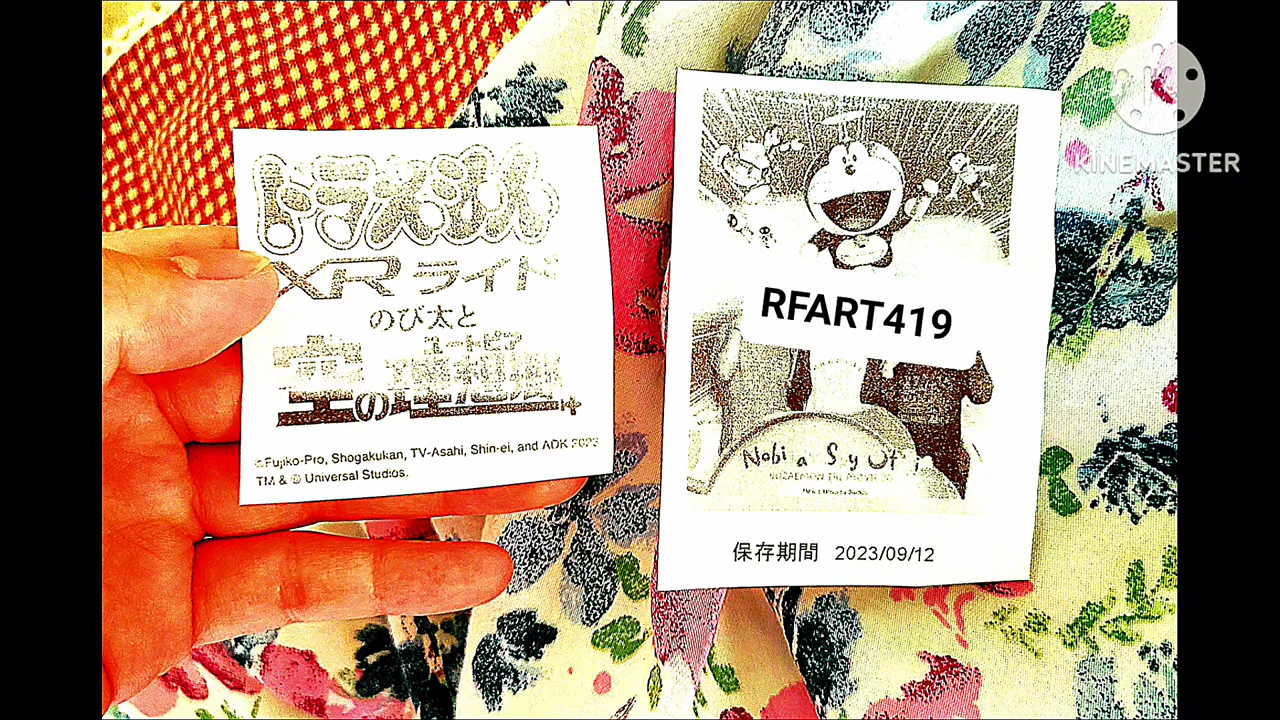 ドラえもん
XRライド
のび太と
ユートピア
空の理想郷
©Fujiko-Pro, Shogakukan, TV-Asahi, Shin-ei, and ADK 2023
TM & © Universal Studios.
RFART419
保存期間 2023/09/12
KINEMASTER